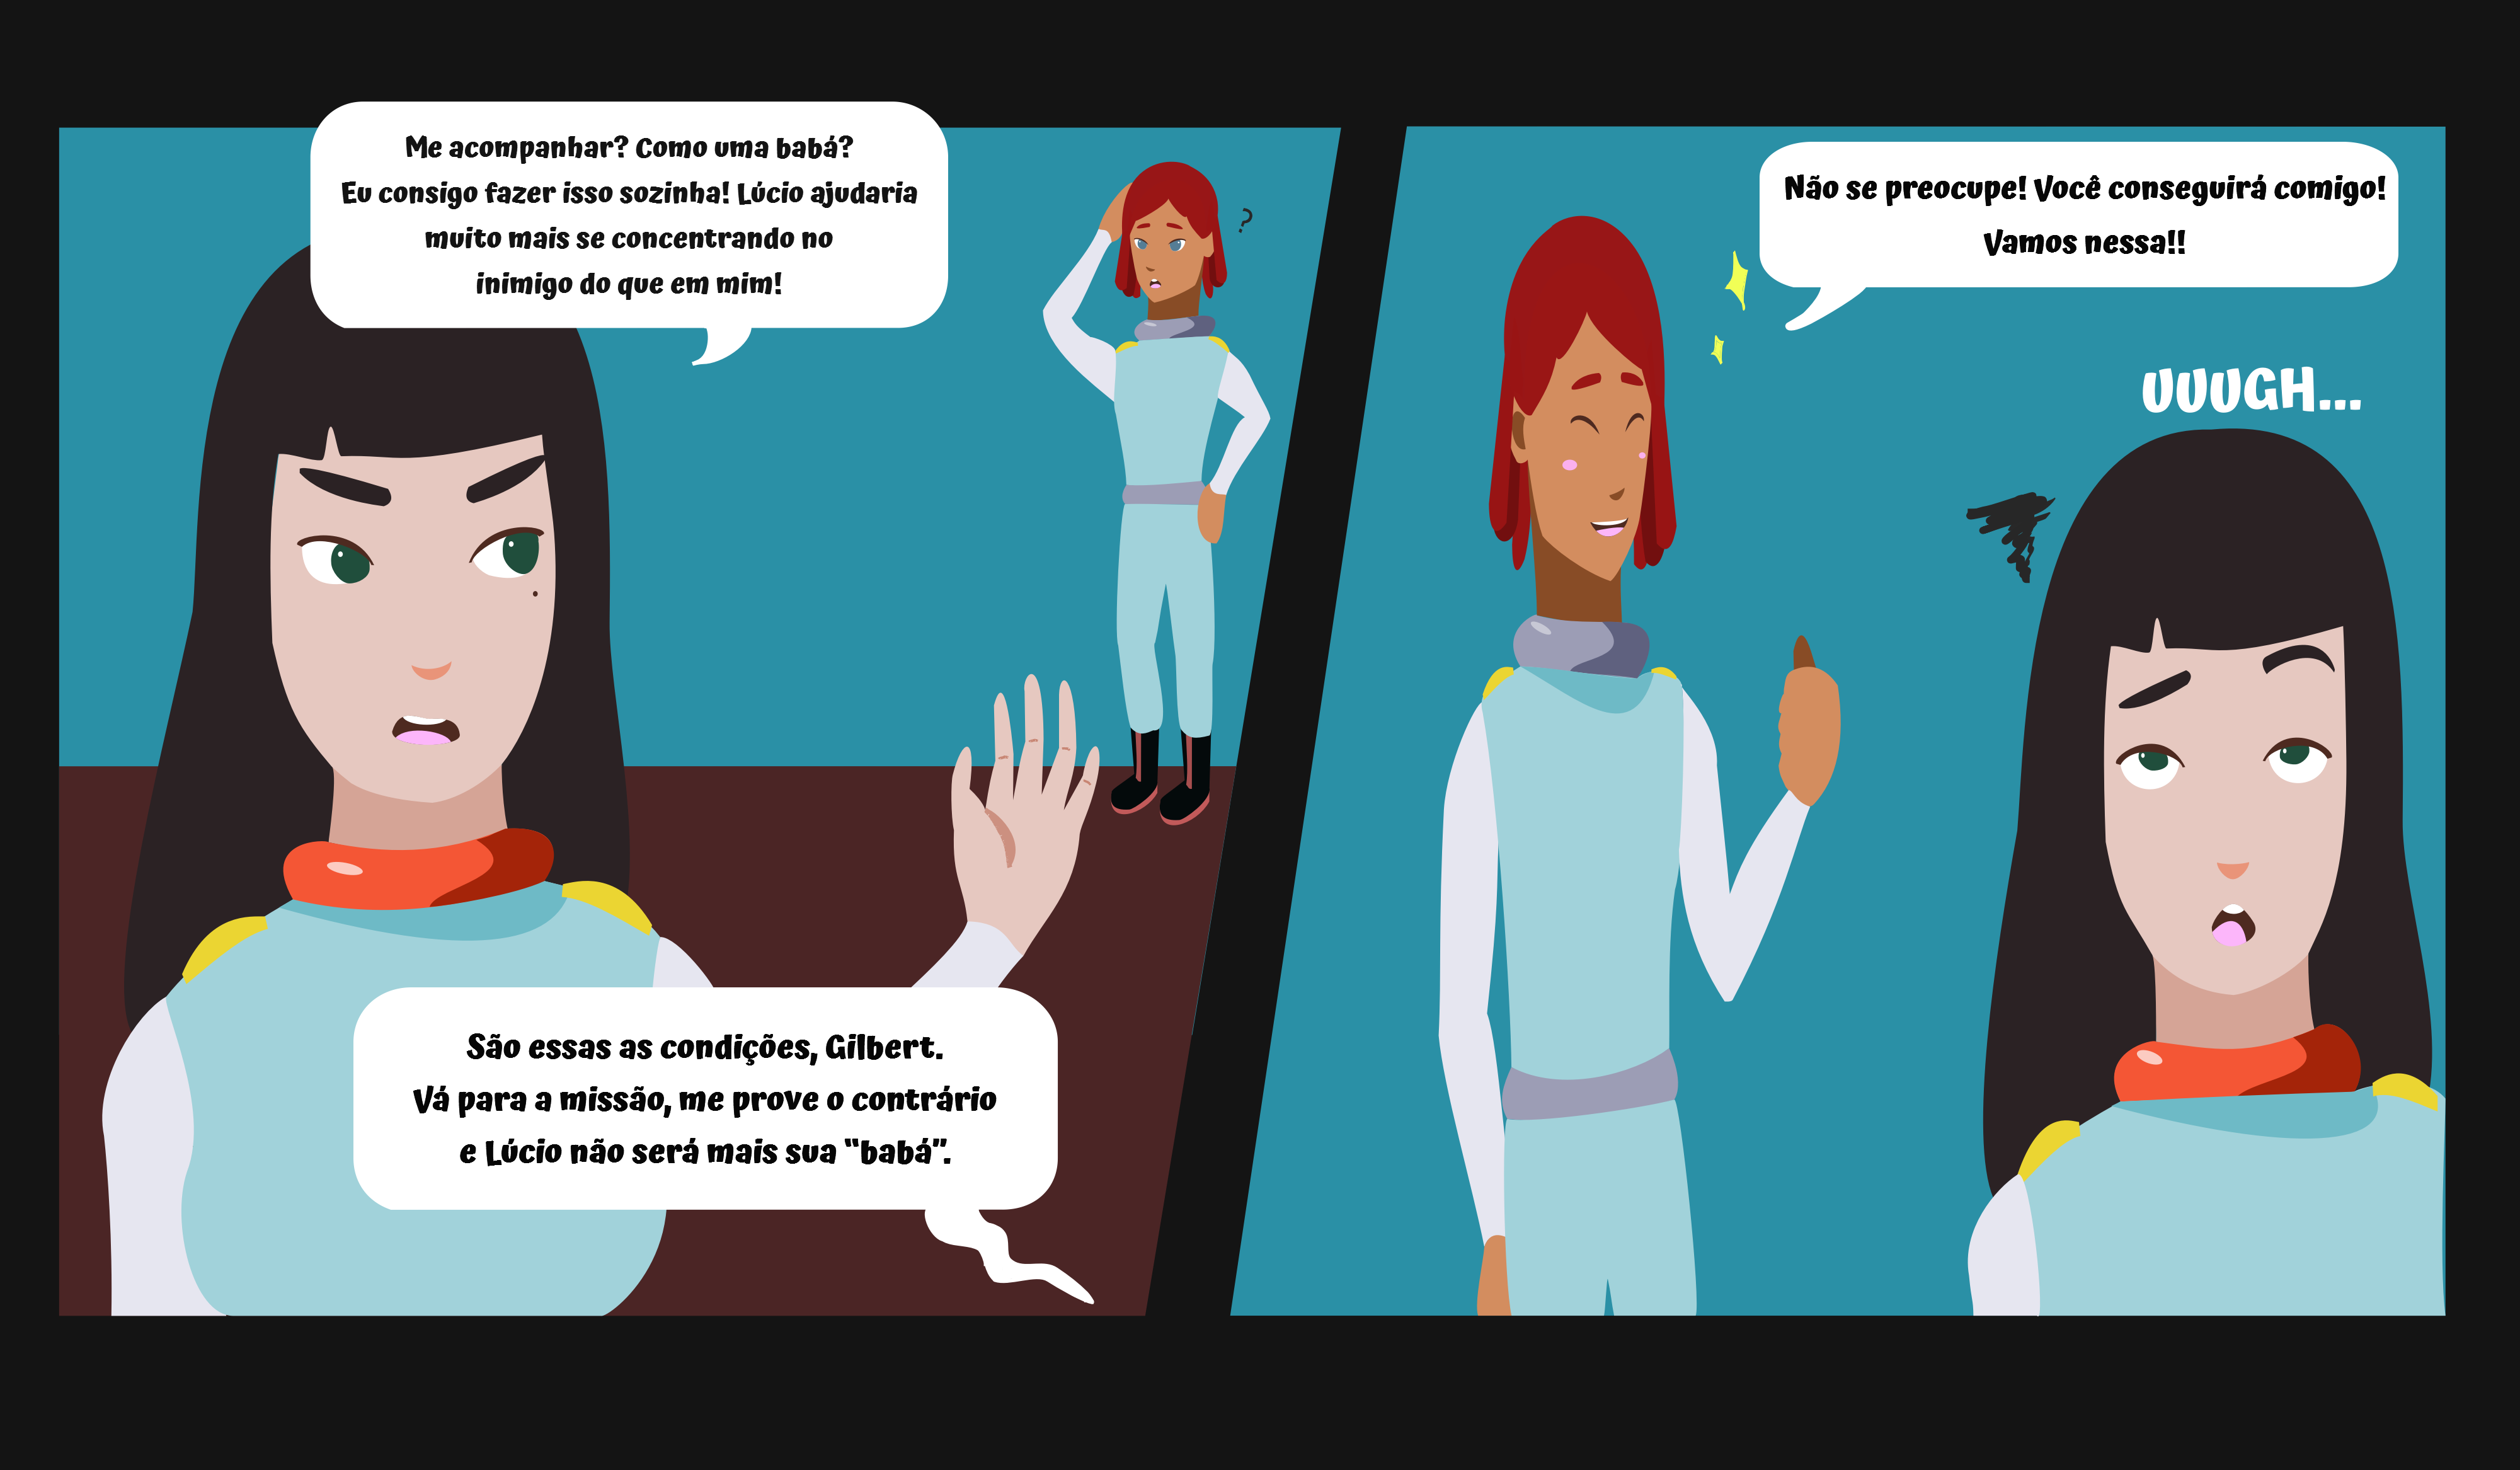 Me acompanhar? Como uma babá?
Eu consigo fazer isso sozinha! Lúcio ajudaria
muito mais se concentrando no
inimigo do que em mim!
?
São essas as condições, Gilbert.
Vá para a missão, me prove o contrário
e Lúcio não será mais sua “babá”.
Não se preocupe! Você conseguirá comigo!
Vamos nessa!!
UUUGH....